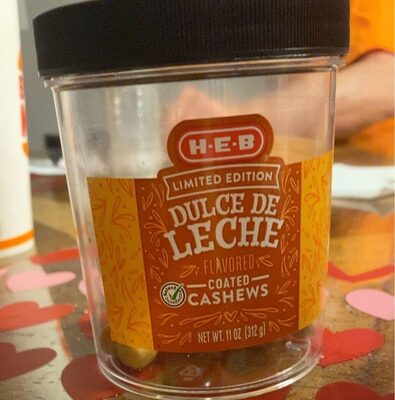 H-E-B
LIMITED EDITION
DULCE DE
LECHE
FLAVORED
COATED
CASHEWS
NET WT. 11 OZ (312 g)